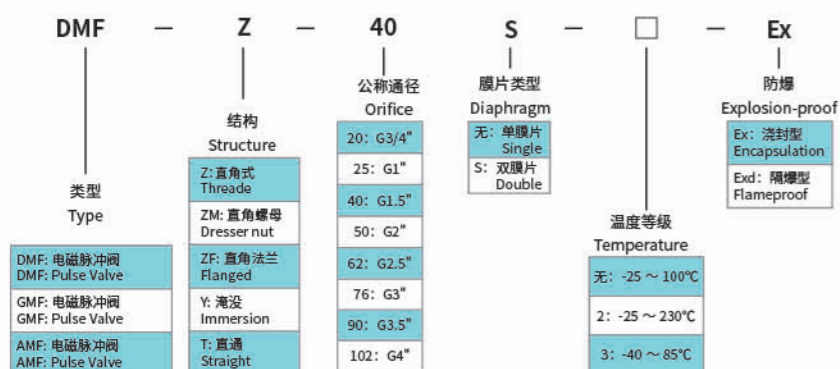 DMF — Z — 40 S — □ — Ex
类型
Type
DMF: 电磁脉冲阀
DMF: Pulse Valve
GMF: 电磁脉冲阀
GMF: Pulse Valve
AMF: 电磁脉冲阀
AMF: Pulse Valve
结构
Structure
Z:直角式
Threade
ZM: 直角螺母
Dresser nut
ZF: 直角法兰
Flanged
Y: 淹没
Immersion
T: 直通
Straight
公称通径
Orifice
20: G3/4"
25: G1"
40: G1.5"
50: G2"
62: G2.5"
76: G3"
90: G3.5"
102: G4"
膜片类型
Diaphragm
无: 单膜片
Single
S: 双膜片
Double
温度等级
Temperature
无: -25～100℃
2: -25～230℃
3: -40～85℃
防爆
Explosion-proof
Ex: 浇封型
Encapsulation
Exd: 隔爆型
Flameproof